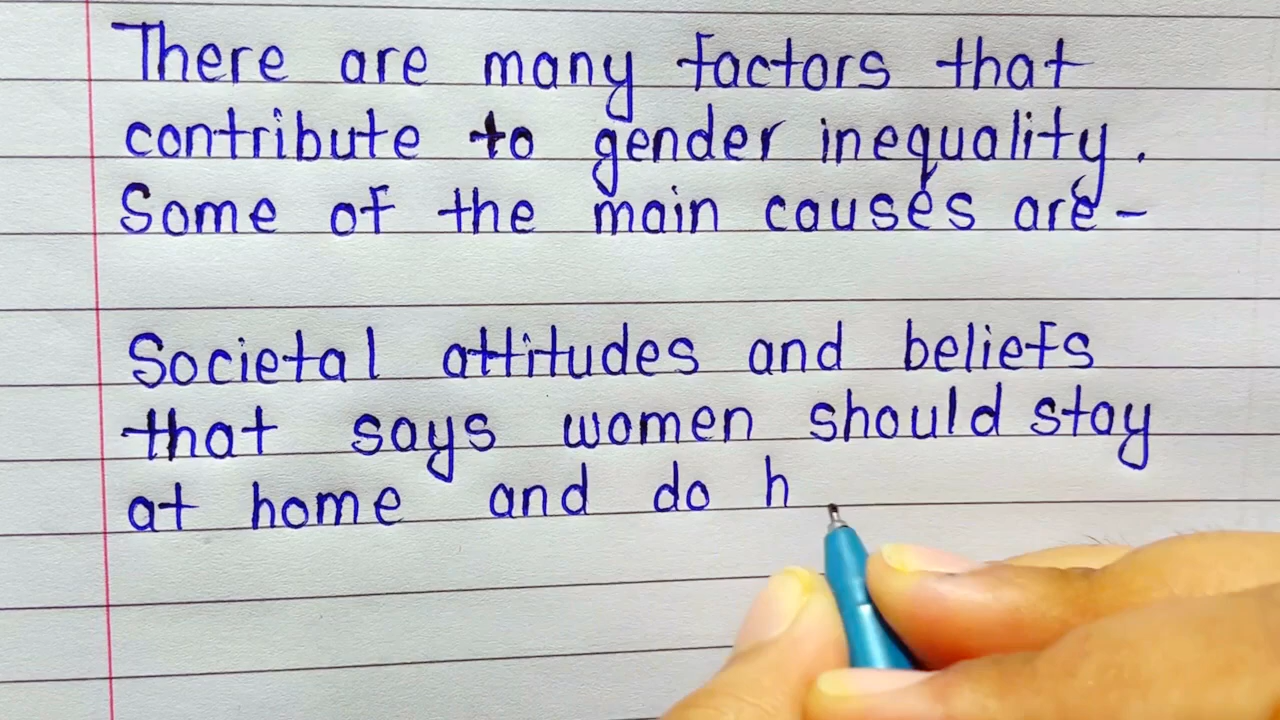 There are many factors that
contribute to gender inequality.
Some of the main causes are -
Societal attitudes and beliefs
that says women should stay
at home and do h